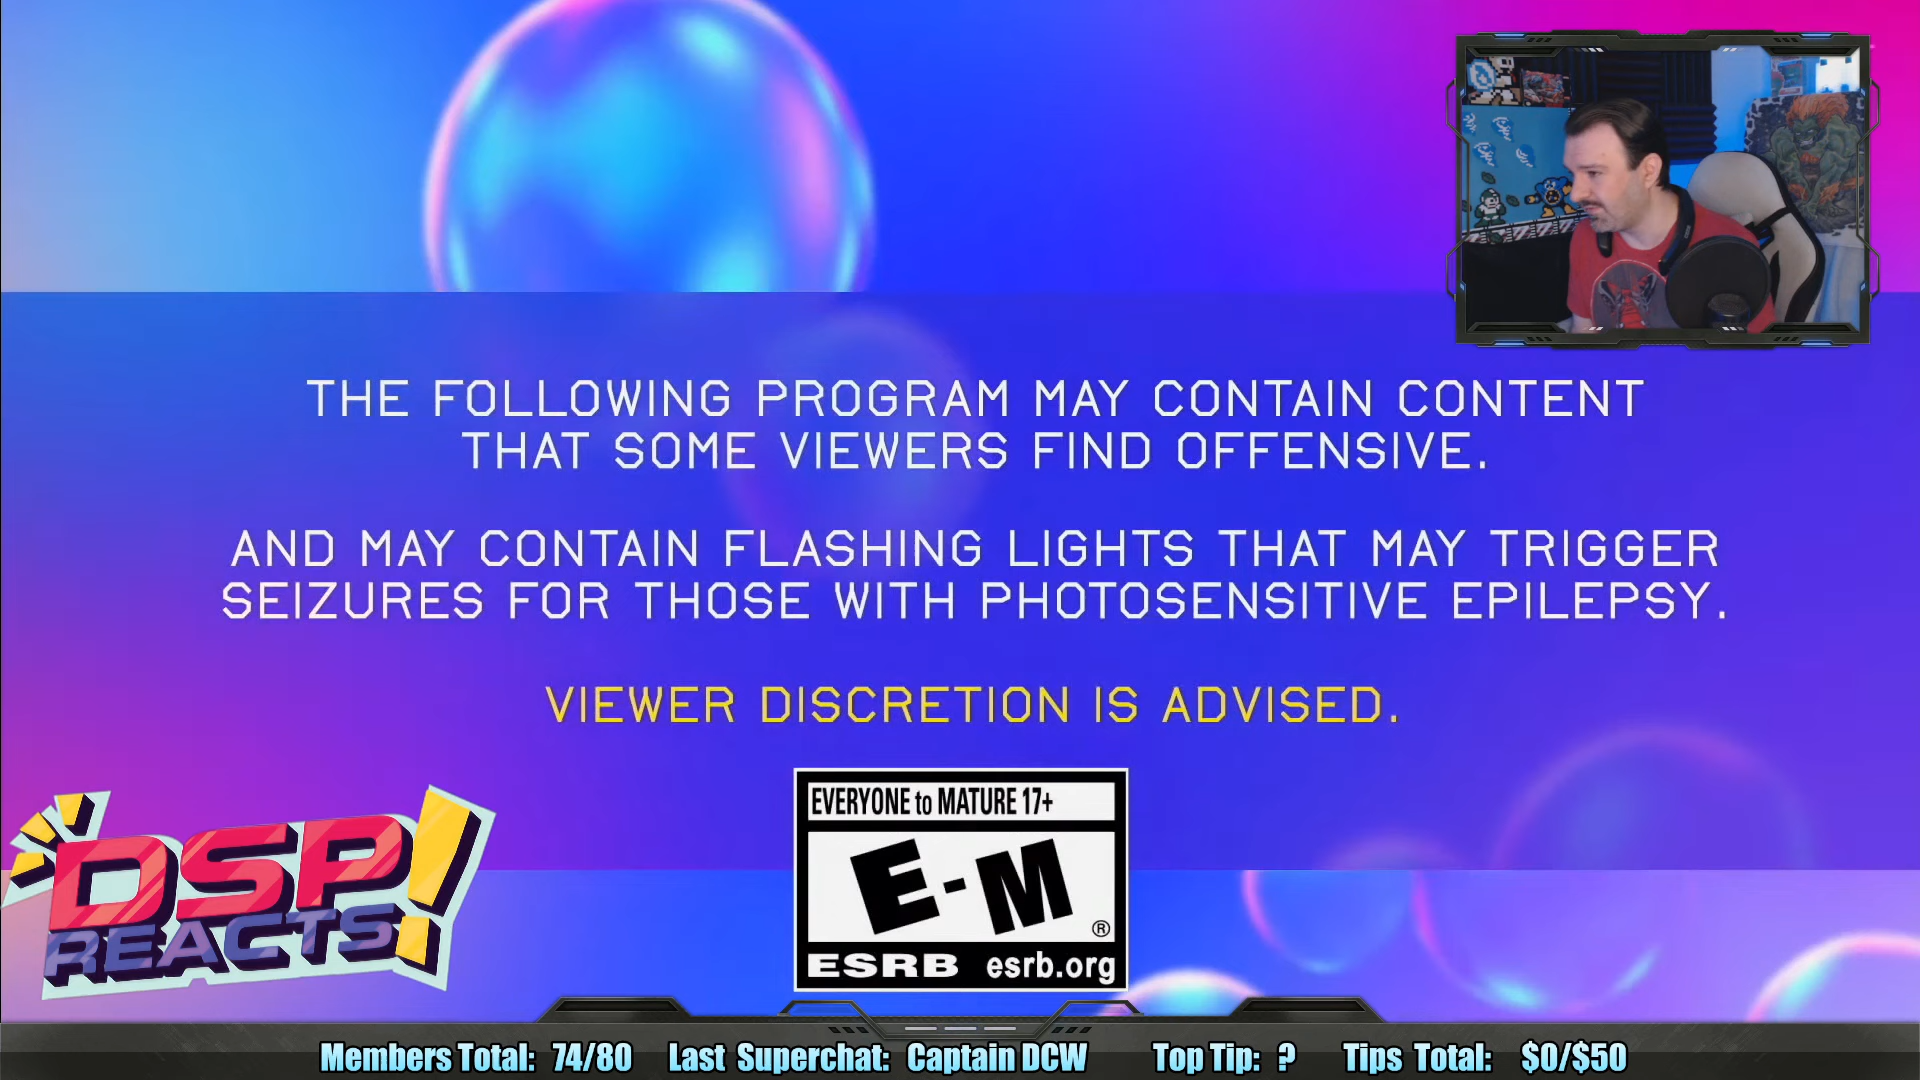 THE FOLLOWING PROGRAM MAY CONTAIN CONTENT
THAT SOME VIEWERS FIND OFFENSIVE.
AND MAY CONTAIN FLASHING LIGHTS THAT MAY TRIGGER
SEIZURES FOR THOSE WITH PHOTOSENSITIVE EPILEPSY.
VIEWER DISCRETION IS ADVISED.
EVERYONE to MATURE 17+
E-M
®
ESRB esrb.org
DSP
REACTS!
Members Total: 74/80 Last Superchat: Captain DCW Top Tip: ? Tips Total: $0/$50